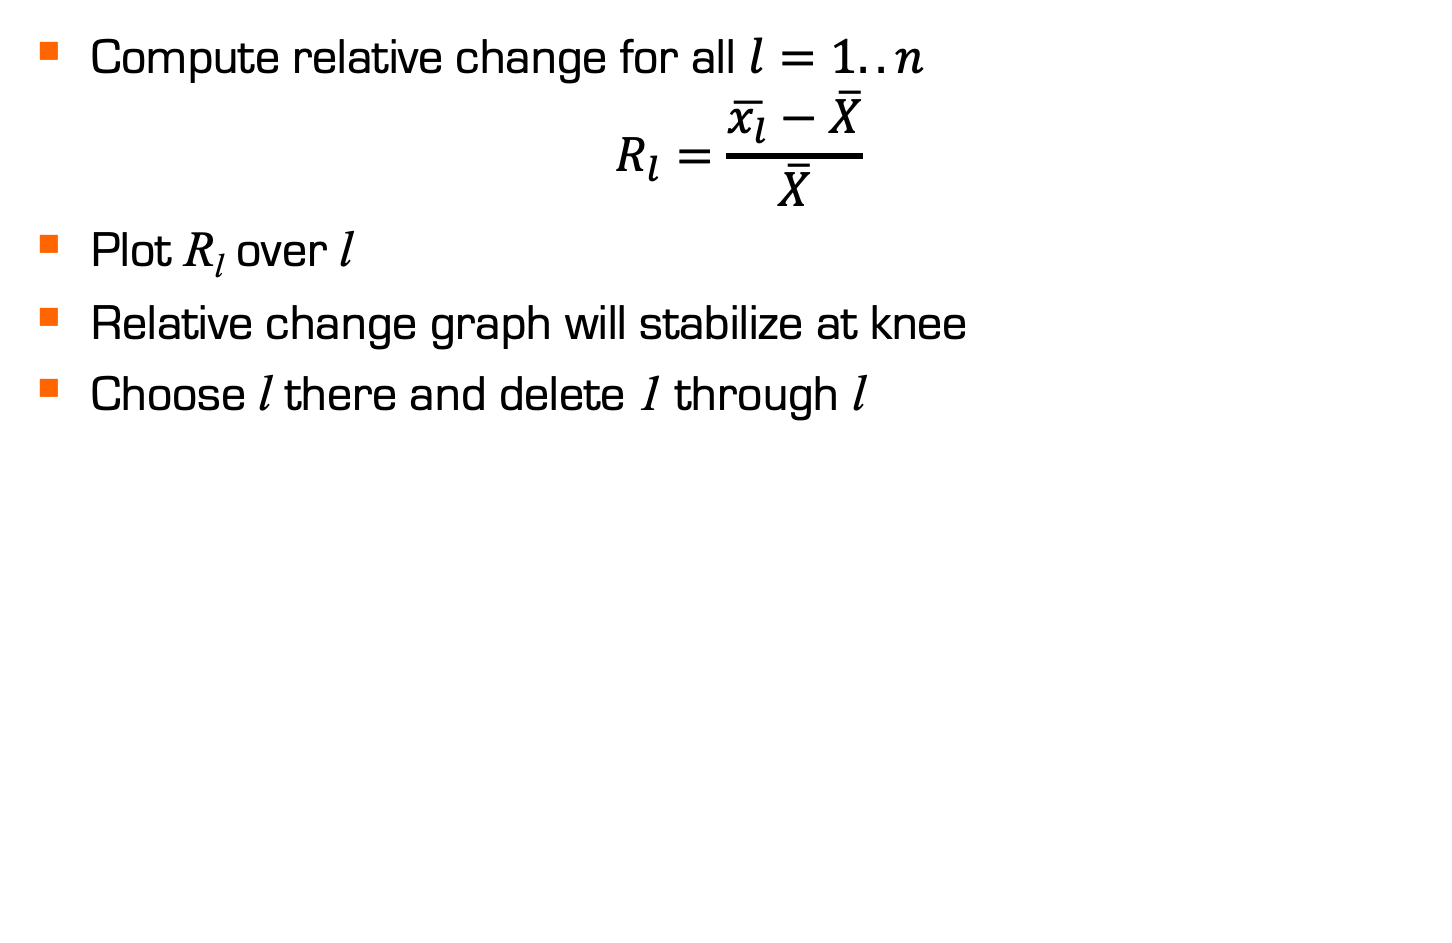 Compute relative change for all l = 1..n
R_l = (x̅_l − X̅) / X̅
Plot R_l over l
Relative change graph will stabilize at knee
Choose l there and delete 1 through l